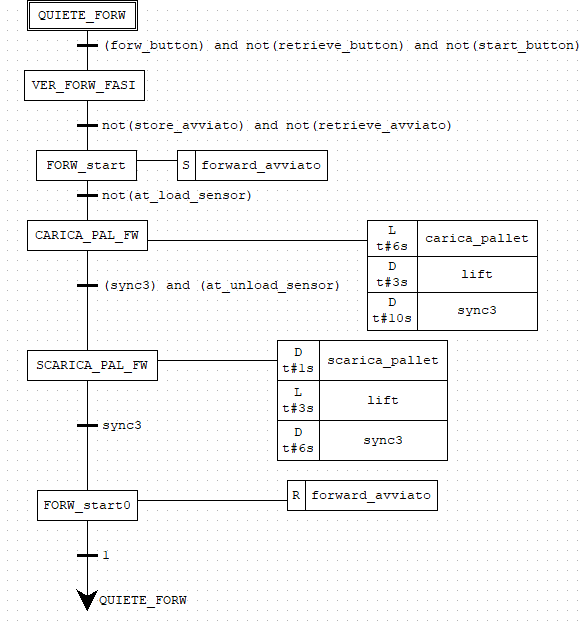 QUIETE_FORW
(forw_button) and not(retrieve_button) and not(start_button)
VER_FORW_FASI
not(store_avviato) and not(retrieve_avviato)
FORW_start
S forward_avviato
not(at_load_sensor)
CARICA_PAL_FW
L
t#6s
carica_pallet
D
t#3s
lift
D
t#10s
sync3
(sync3) and (at_unload_sensor)
SCARICA_PAL_FW
D
t#1s
scarica_pallet
L
t#3s
lift
D
t#6s
sync3
sync3
FORW_start0
R forward_avviato
1
QUIETE_FORW